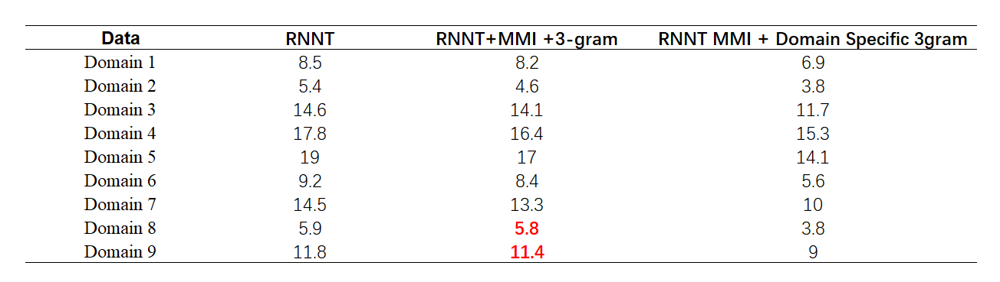 Data RNNT RNNT+MMI +3-gram RNNT MMI + Domain Specific 3gram
Domain 1 8.5 8.2 6.9
Domain 2 5.4 4.6 3.8
Domain 3 14.6 14.1 11.7
Domain 4 17.8 16.4 15.3
Domain 5 19 17 14.1
Domain 6 9.2 8.4 5.6
Domain 7 14.5 13.3 10
Domain 8 5.9 5.8 3.8
Domain 9 11.8 11.4 9